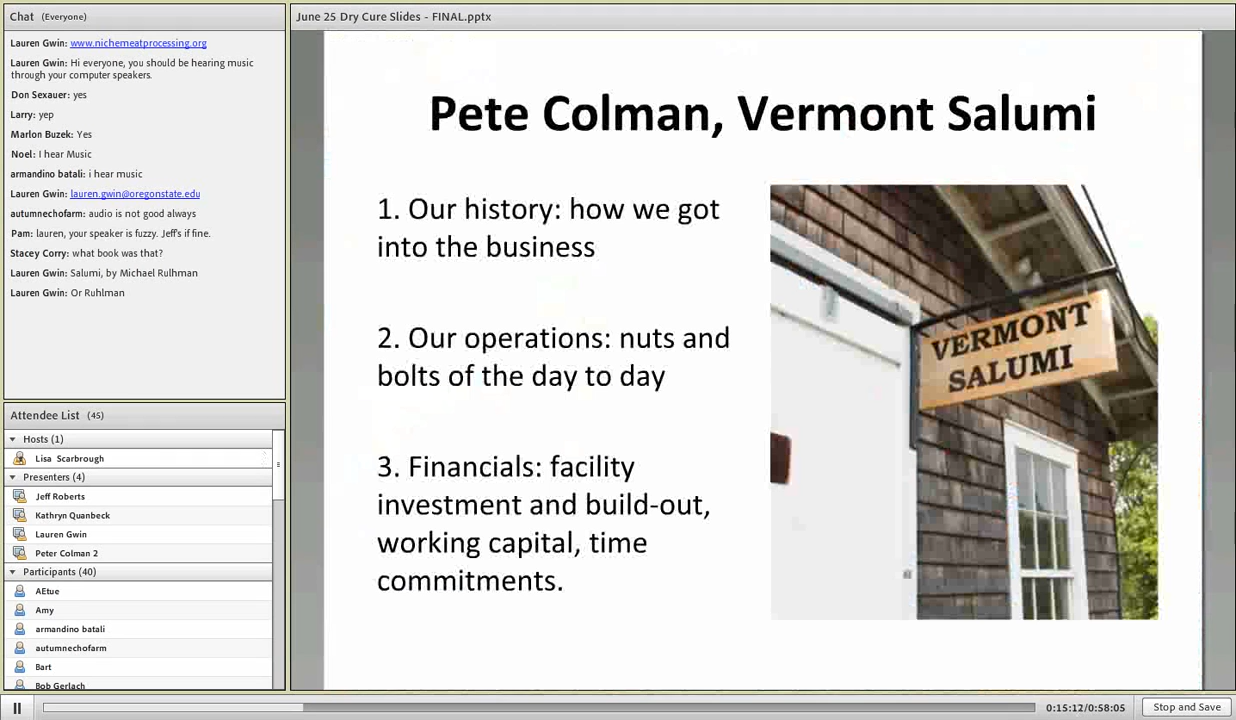 Chat (Everyone)
Lauren Gwin: www.nichemeatprocessing.org
Lauren Gwin: Hi everyone, you should be hearing music
through your computer speakers.
Don Sexauer: yes
Larry: yep
Marlon Buzek: Yes
Noel: I hear Music
armandino batali: i hear music
Lauren Gwin: lauren.gwin@oregonstate.edu
autumnechofarm: audio is not good always
Pam: lauren, your speaker is fuzzy. Jeff's if fine.
Stacey Corry: what book was that?
Lauren Gwin: Salumi, by Michael Rulhman
Lauren Gwin: Or Ruhlman
Attendee List (45)
Hosts (1)
Lisa Scarbrough
Presenters (4)
Jeff Roberts
Kathryn Quanbeck
Lauren Gwin
Peter Colman 2
Participants (40)
AEtue
Amy
armandino batali
autumnechofarm
Bart
Bob Gerlach
June 25 Dry Cure Slides - FINAL.pptx
Pete Colman, Vermont Salumi
1. Our history: how we got
into the business
2. Our operations: nuts and
bolts of the day to day
3. Financials: facility
investment and build-out,
working capital, time
commitments.
VERMONT
SALUMI
0:15:12/0:58:05
Stop and Save